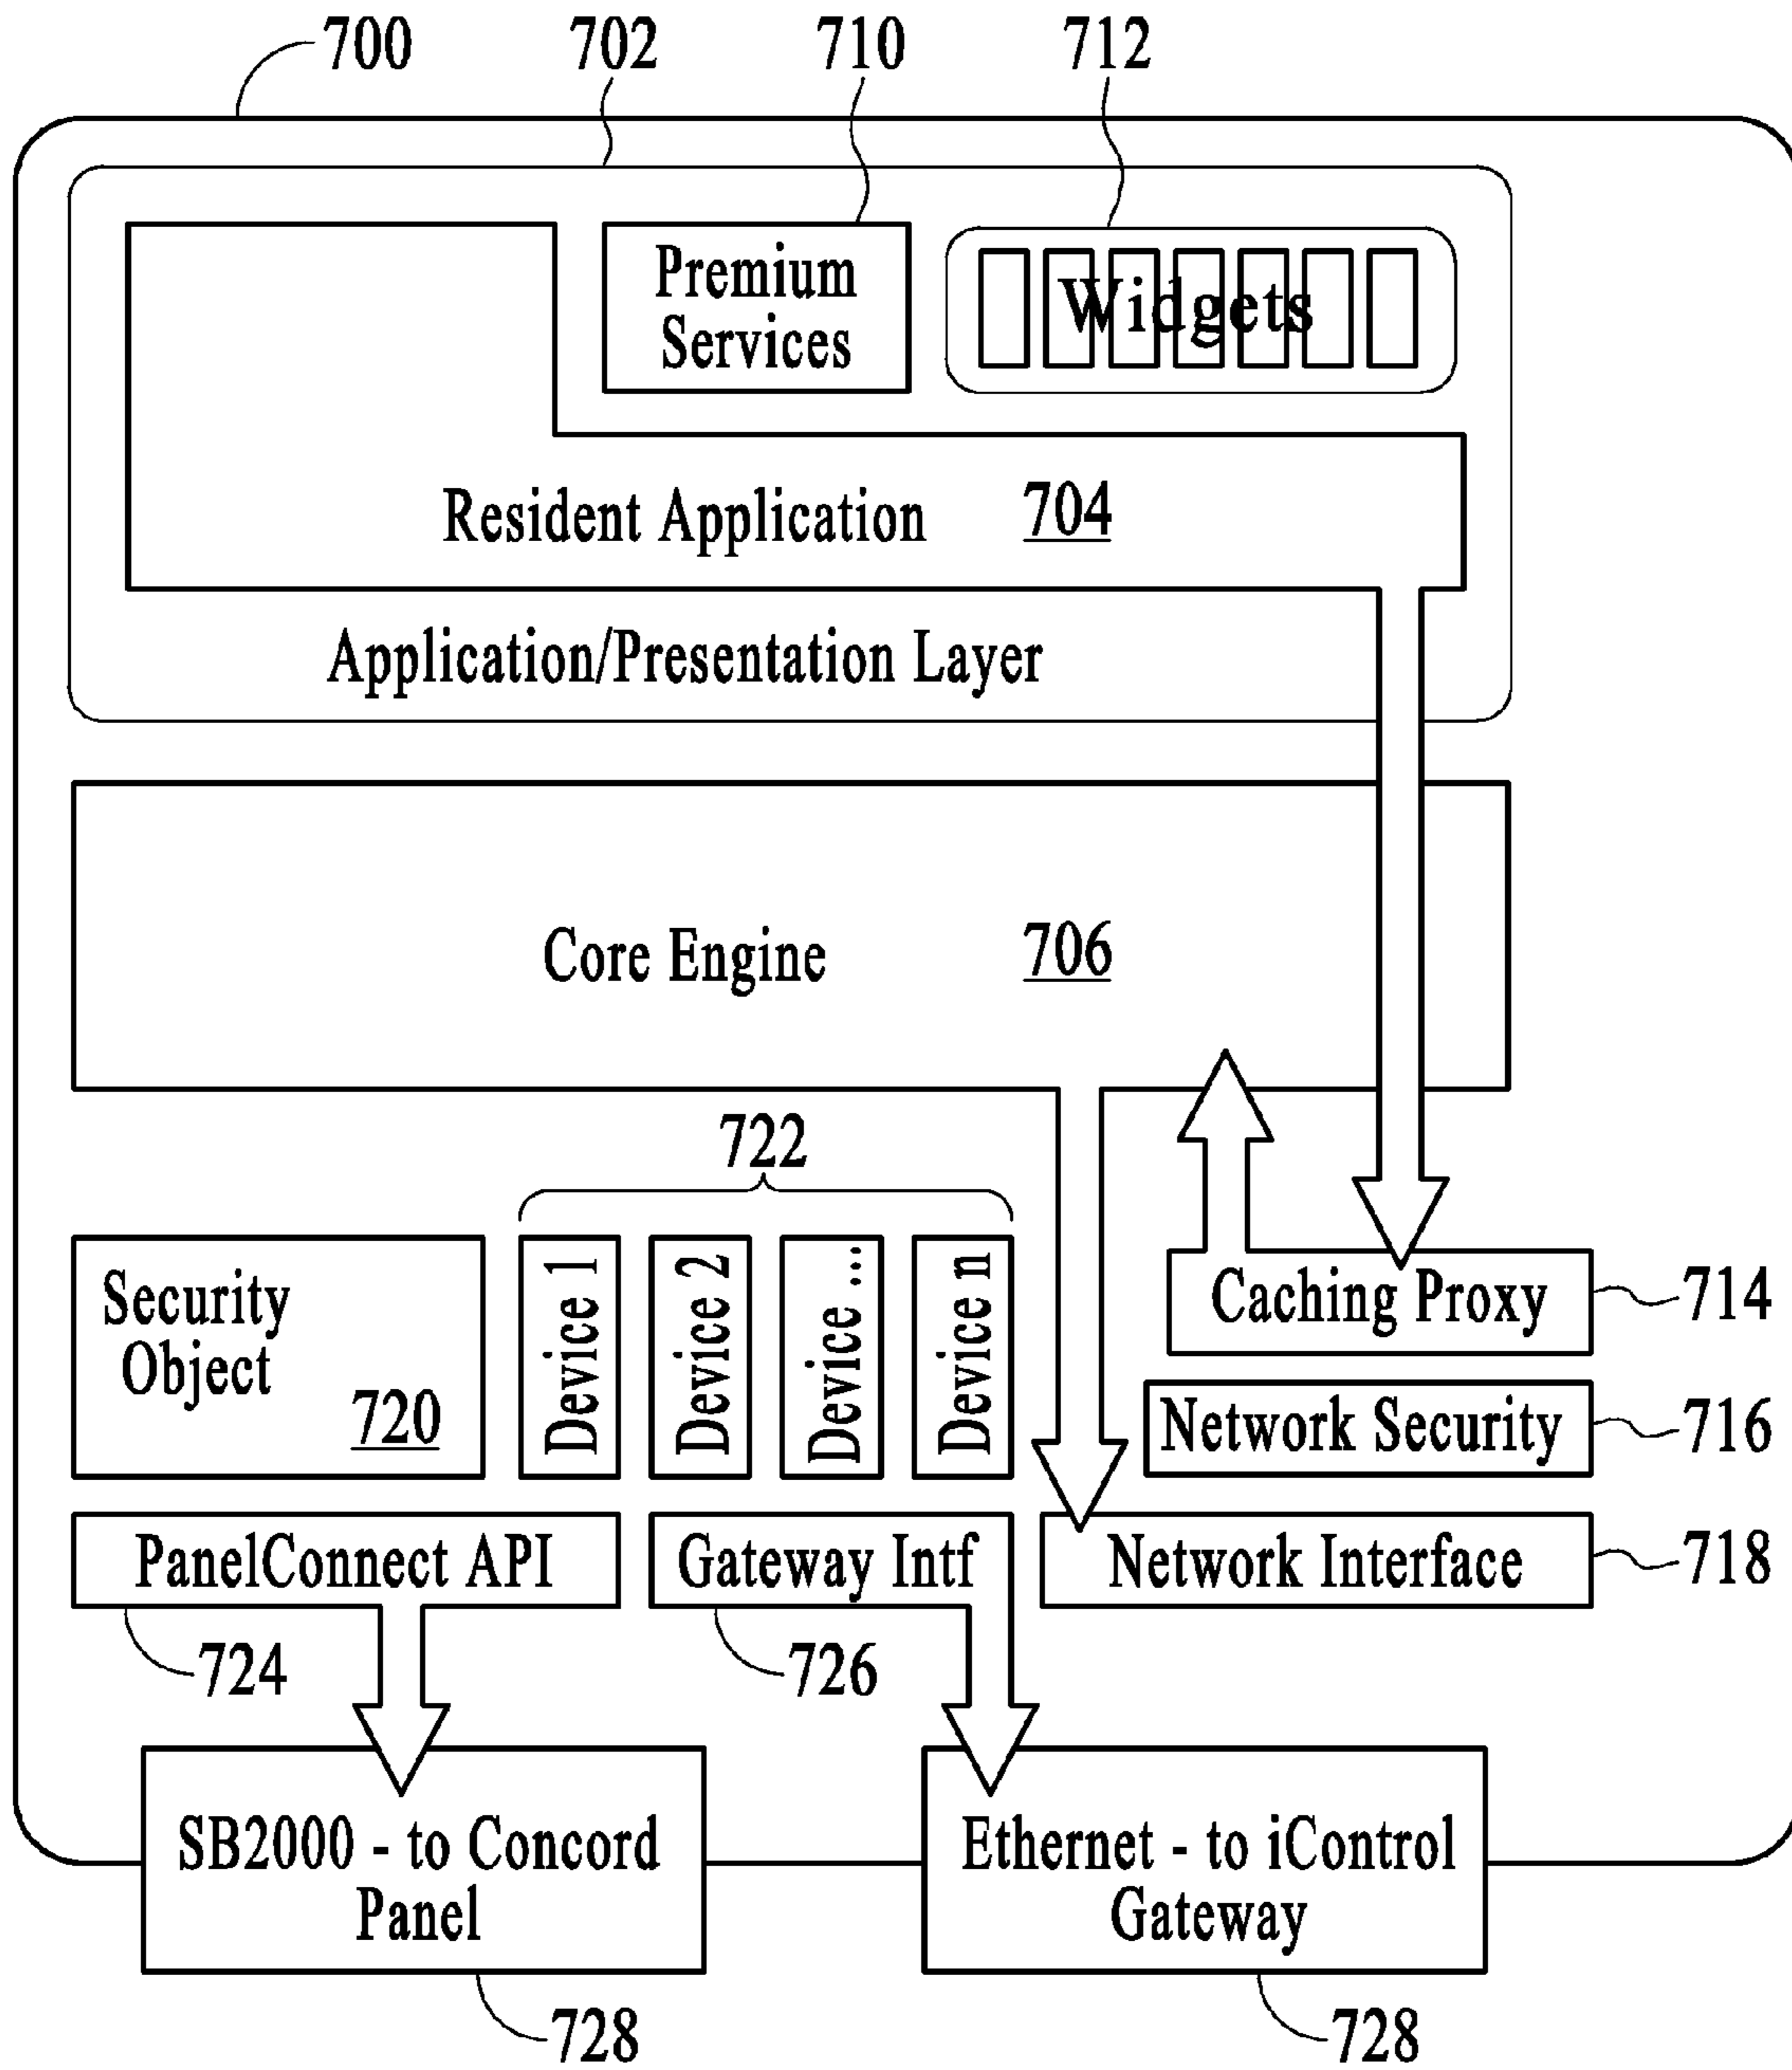 700
702
710
712
Premium
Services
Widgets
Resident Application 704
Application/Presentation Layer
Core Engine 706
722
Security
Object
720
Device 1
Device 2
Device ...
Device n
Caching Proxy
714
Network Security
716
PanelConnect API
Gateway Intf
Network Interface
718
724
726
SB2000 - to Concord
Panel
Ethernet - to iControl
Gateway
728
728